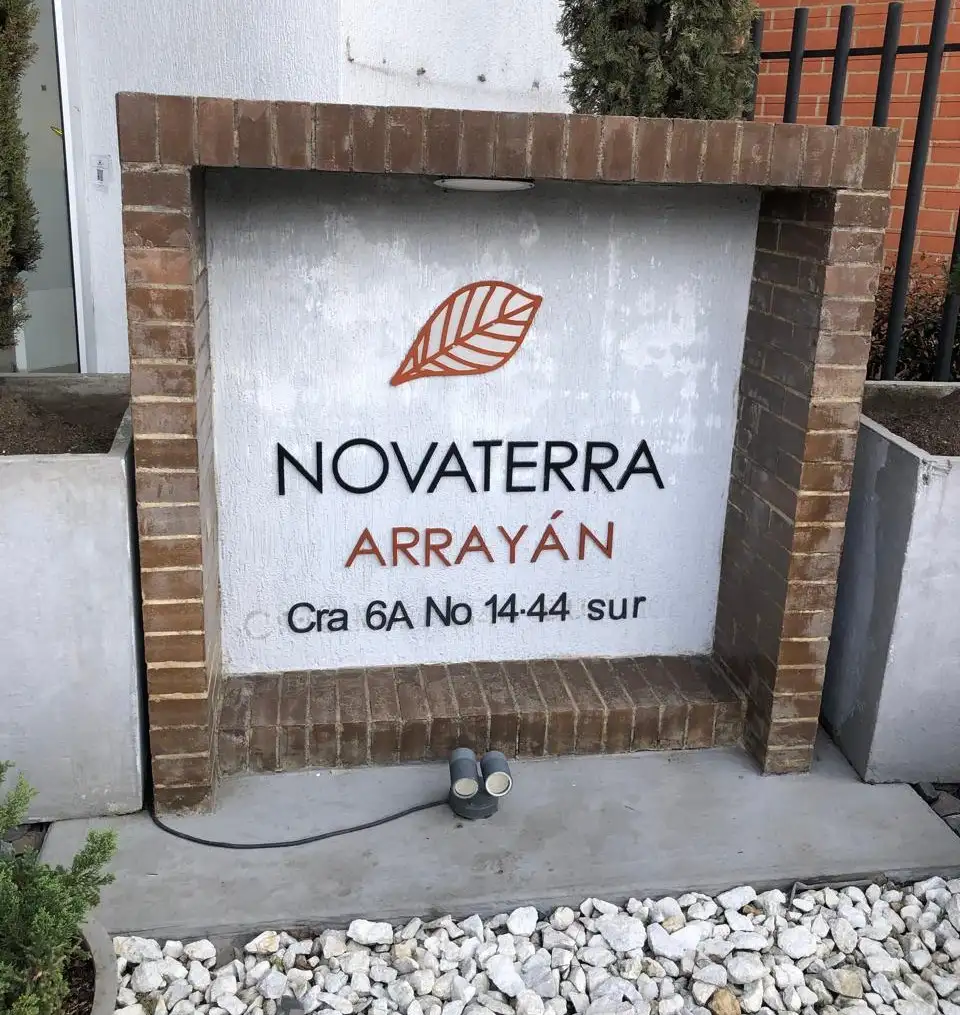 NOVATERRA
ARRAYÁN
Cra 6A No 14-44 sur